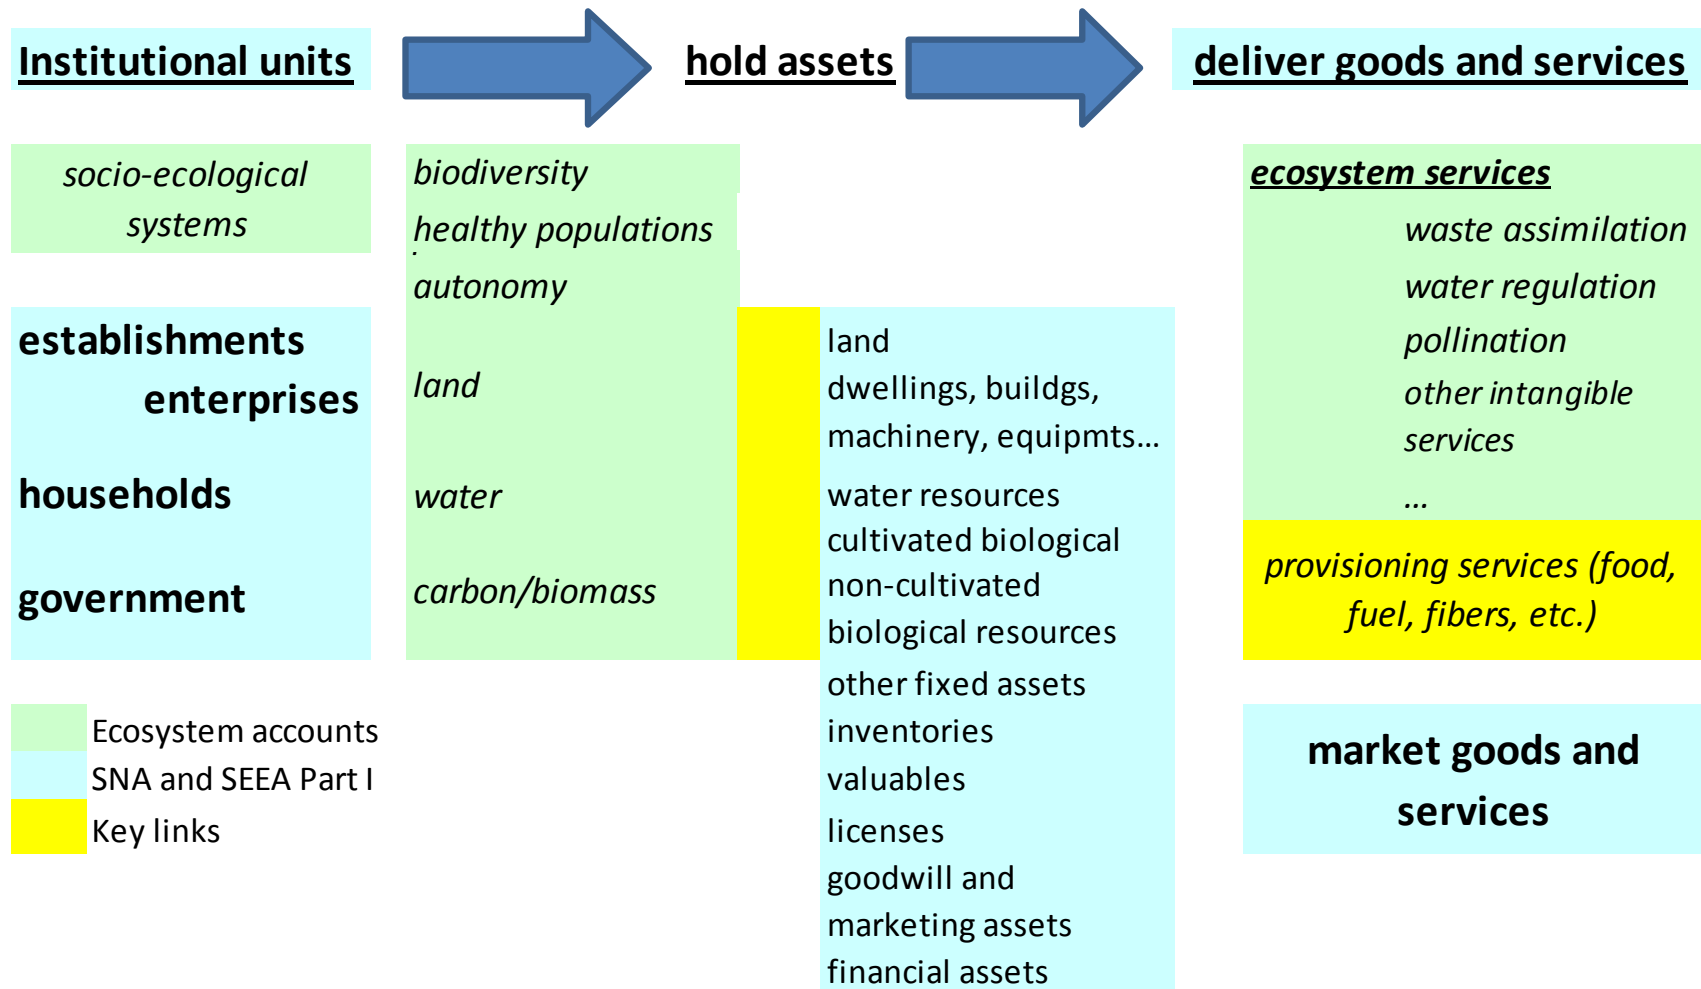 Institutional units
hold assets
deliver goods and services
socio-ecological
systems
establishments
enterprises
households
government
biodiversity
healthy populations
autonomy
land
water
carbon/biomass
land
dwellings, buildgs,
machinery, equipmts...
water resources
cultivated biological
non-cultivated
biological resources
other fixed assets
inventories
valuables
licenses
goodwill and
marketing assets
financial assets
ecosystem services
waste assimilation
water regulation
pollination
other intangible
services
...
provisioning services (food,
fuel, fibers, etc.)
market goods and
services
Ecosystem accounts
SNA and SEEA Part I
Key links